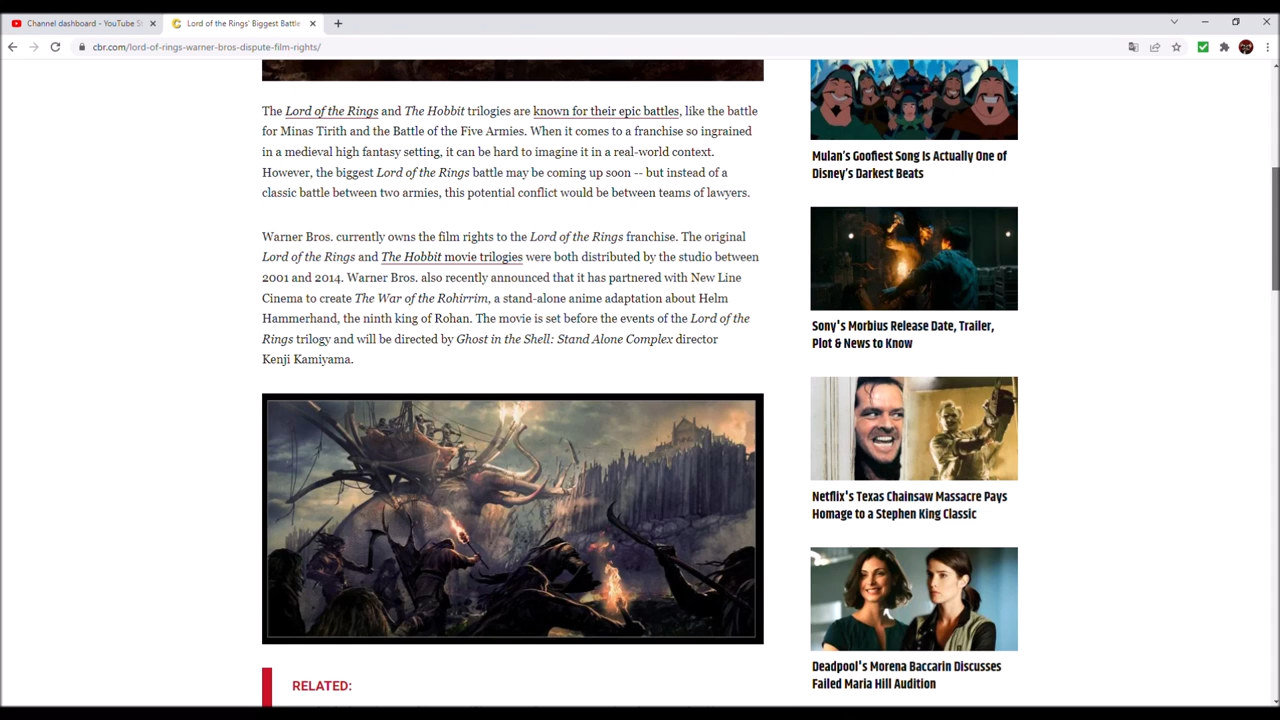 Channel dashboard - YouTube St
Lord of the Rings' Biggest Battle
cbr.com/lord-of-rings-warner-bros-dispute-film-rights/
The Lord of the Rings and The Hobbit trilogies are known for their epic battles, like the battle
for Minas Tirith and the Battle of the Five Armies. When it comes to a franchise so ingrained
in a medieval high fantasy setting, it can be hard to imagine it in a real-world context.
However, the biggest Lord of the Rings battle may be coming up soon -- but instead of a
classic battle between two armies, this potential conflict would be between teams of lawyers.
Warner Bros. currently owns the film rights to the Lord of the Rings franchise. The original
Lord of the Rings and The Hobbit movie trilogies were both distributed by the studio between
2001 and 2014. Warner Bros. also recently announced that it has partnered with New Line
Cinema to create The War of the Rohirrim, a stand-alone anime adaptation about Helm
Hammerhand, the ninth king of Rohan. The movie is set before the events of the Lord of the
Rings trilogy and will be directed by Ghost in the Shell: Stand Alone Complex director
Kenji Kamiyama.
RELATED:
Mulan's Goofiest Song Is Actually One of
Disney's Darkest Beats
Sony's Morbius Release Date, Trailer,
Plot & News to Know
Netflix's Texas Chainsaw Massacre Pays
Homage to a Stephen King Classic
Deadpool's Morena Baccarin Discusses
Failed Maria Hill Audition